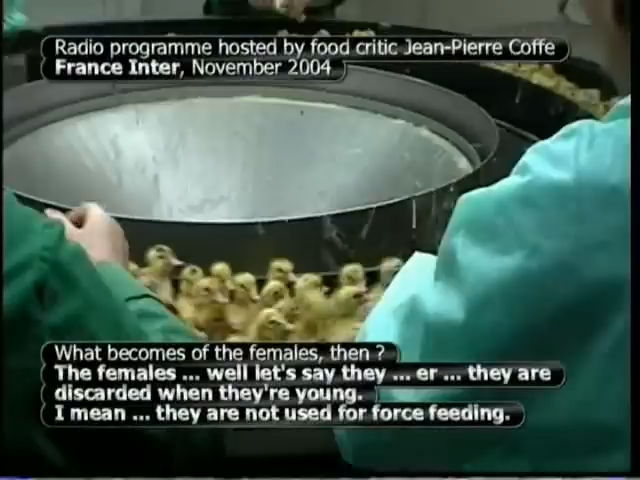 Radio programme hosted by food critic Jean-Pierre Coffe
France Inter, November 2004
What becomes of the females, then ?
The females ... well let's say they ... er ... they are
discarded when they're young.
I mean ... they are not used for force feeding.